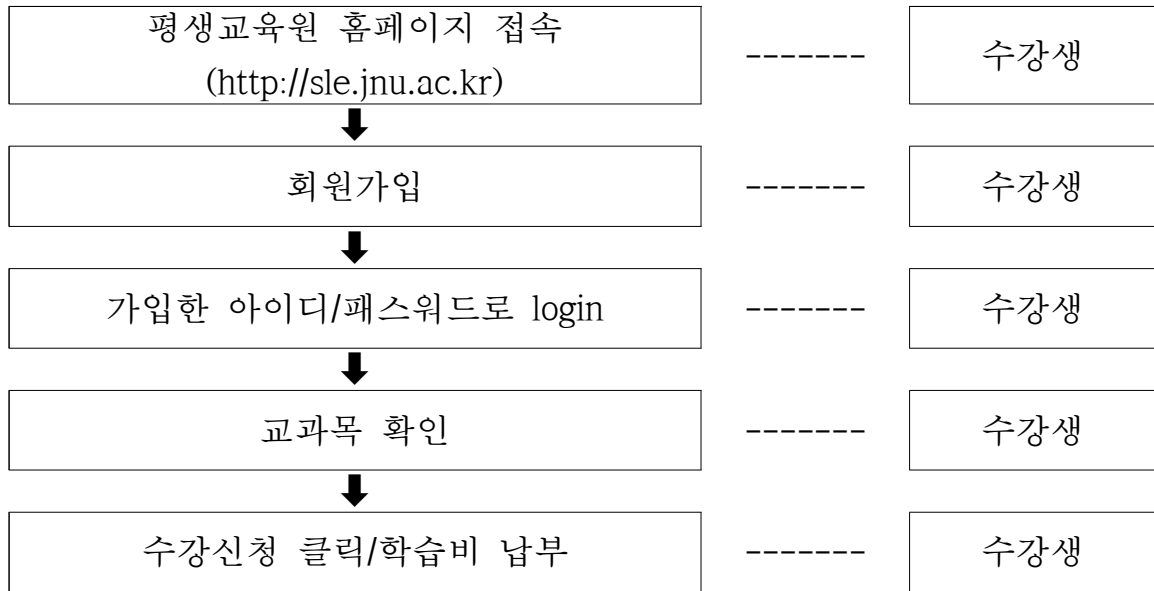 평생교육원 홈페이지 접속
(http://sle.jnu.ac.kr)
------- 수강생
회원가입 ------- 수강생
가입한 아이디/패스워드로 login ------- 수강생
교과목 확인 ------- 수강생
수강신청 클릭/학습비 납부 ------- 수강생